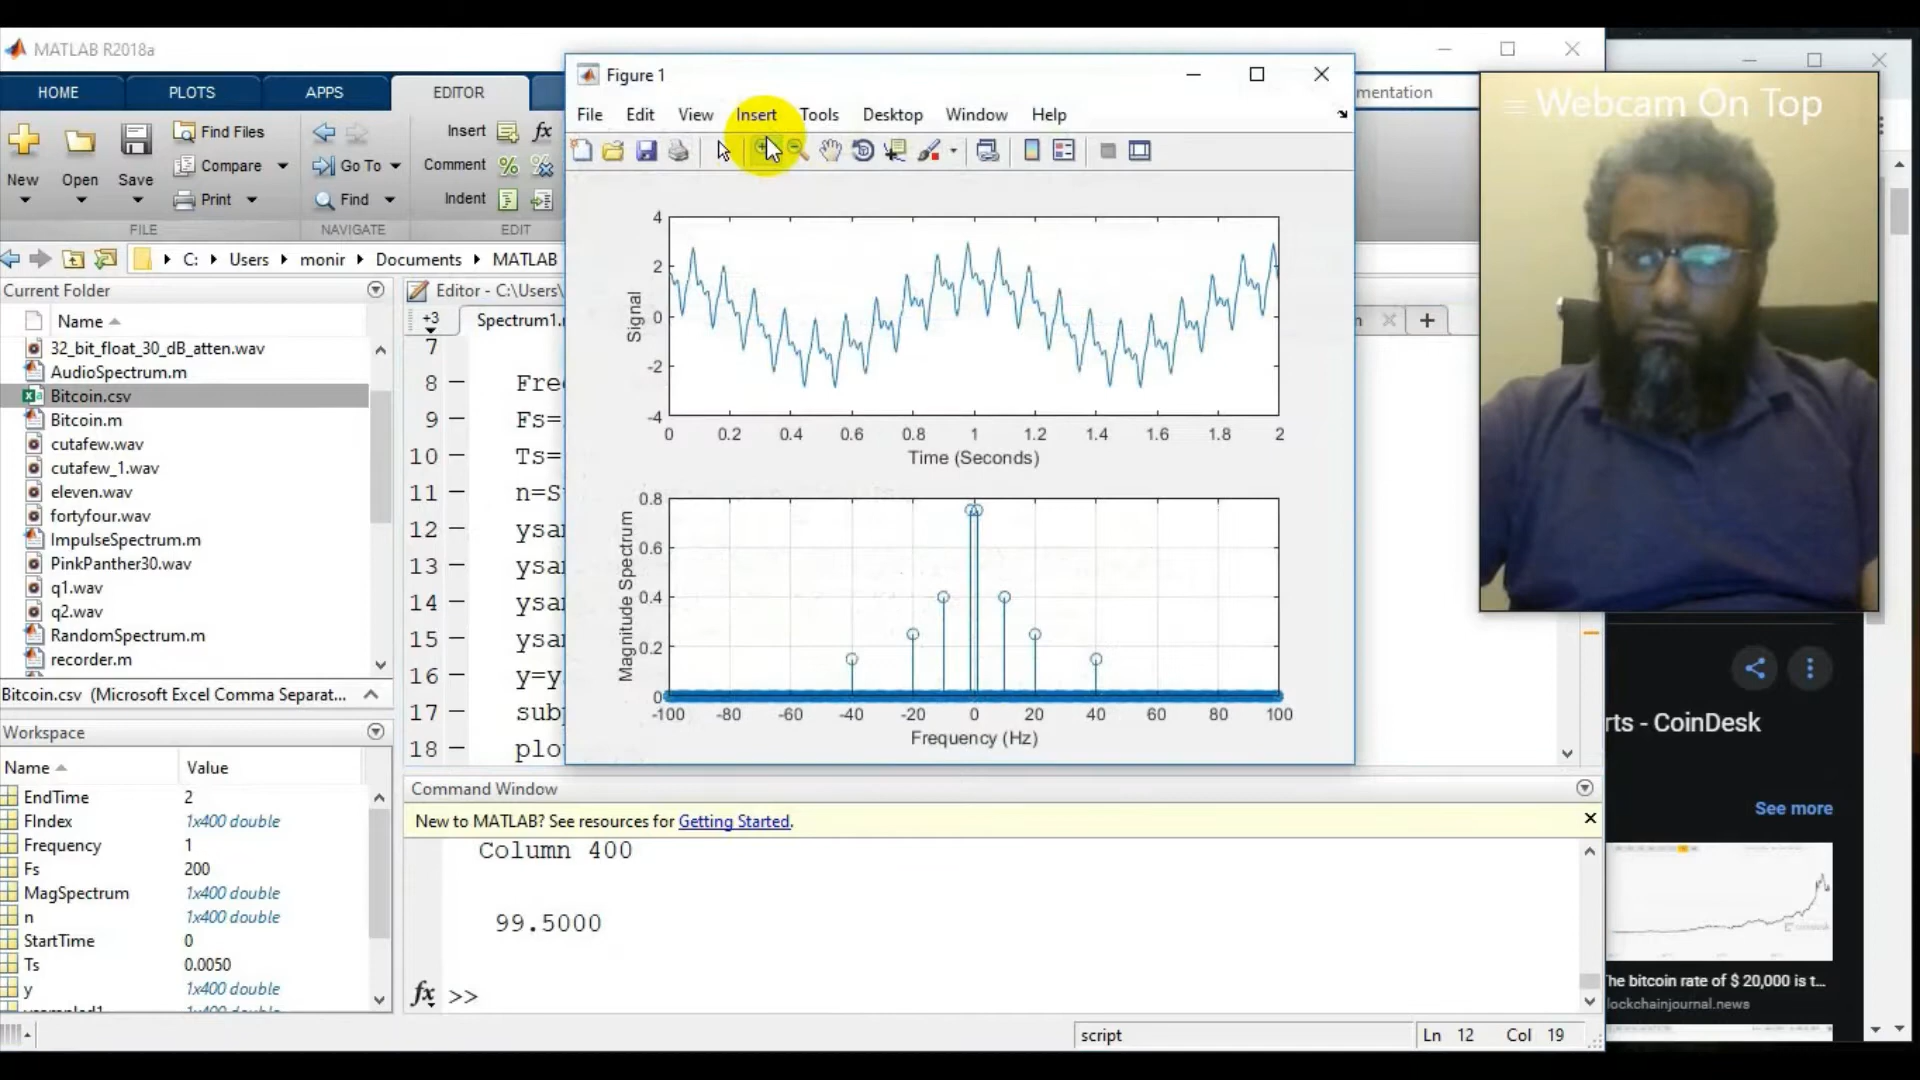 MATLAB R2018a
HOME PLOTS APPS EDITOR
mentation
New Open Save
Find Files
Compare
Print
FILE
Go To
Find
NAVIGATE
Insert
Comment
Indent
EDIT
C: Users monir Documents MATLAB
Current Folder
Name
32_bit_float_30_dB_atten.wav
AudioSpectrum.m
Bitcoin.csv
Bitcoin.m
cutafew.wav
cutafew_1.wav
eleven.wav
fortyfour.wav
ImpulseSpectrum.m
PinkPanther30.wav
q1.wav
q2.wav
RandomSpectrum.m
recorder.m
Bitcoin.csv (Microsoft Excel Comma Separat...
Workspace
Name Value
EndTime 2
FIndex 1x400 double
Frequency 1
Fs 200
MagSpectrum 1x400 double
n 1x400 double
StartTime 0
Ts 0.0050
y 1x400 double
Editor - C:\Users\
+3 Spectrum1.
7
8 – Fre
9 – Fs=
10 – Ts=
11 – n=S
12 – ysa
13 – ysa
14 – ysa
15 – ysa
16 – y=y
17 – sub
18 – plo
Figure 1
File Edit View Insert Tools Desktop Window Help
4
2
0
-2
-4
Signal
0 0.2 0.4 0.6 0.8 1 1.2 1.4 1.6 1.8 2
Time (Seconds)
0.8
0.6
0.4
0.2
0
Magnitude Spectrum
-100 -80 -60 -40 -20 0 20 40 60 80 100
Frequency (Hz)
Command Window
New to MATLAB? See resources for Getting Started.
Column 400
99.5000
fx >>
script Ln 12 Col 19
Webcam On Top
rts - CoinDesk
See more
he bitcoin rate of $ 20,000 is t...
lockchainjournal.news